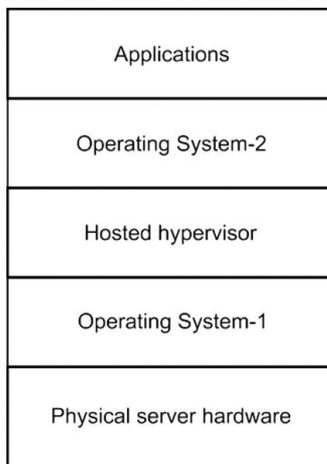 Applications
Operating System-2
Hosted hypervisor
Operating System-1
Physical server hardware